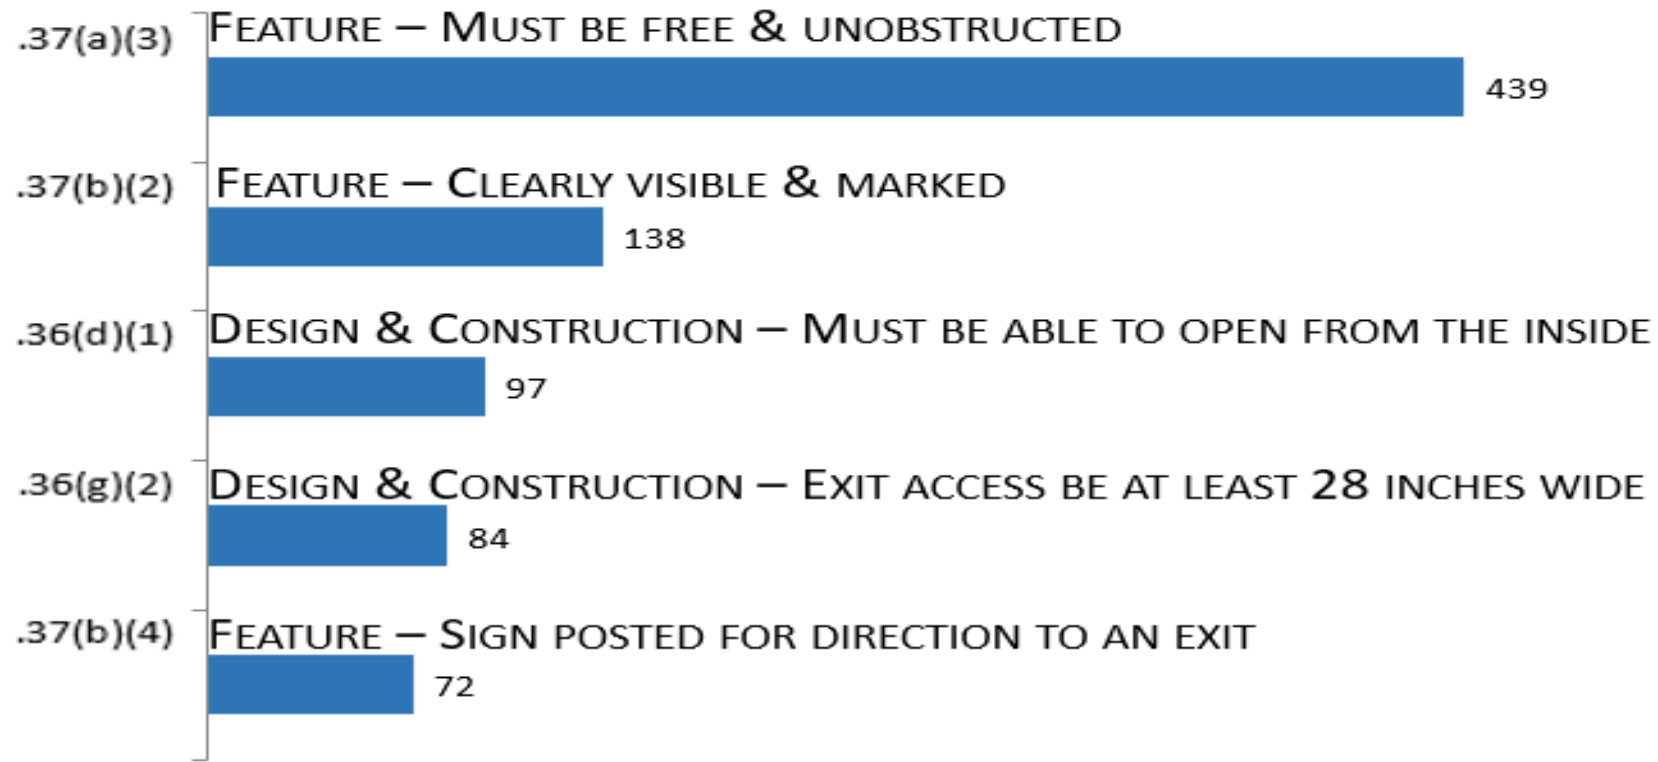 .37(a)(3) FEATURE – MUST BE FREE & UNOBSTRUCTED
439
.37(b)(2) FEATURE – CLEARLY VISIBLE & MARKED
138
.36(d)(1) DESIGN & CONSTRUCTION – MUST BE ABLE TO OPEN FROM THE INSIDE
97
.36(g)(2) DESIGN & CONSTRUCTION – EXIT ACCESS BE AT LEAST 28 INCHES WIDE
84
.37(b)(4) FEATURE – SIGN POSTED FOR DIRECTION TO AN EXIT
72